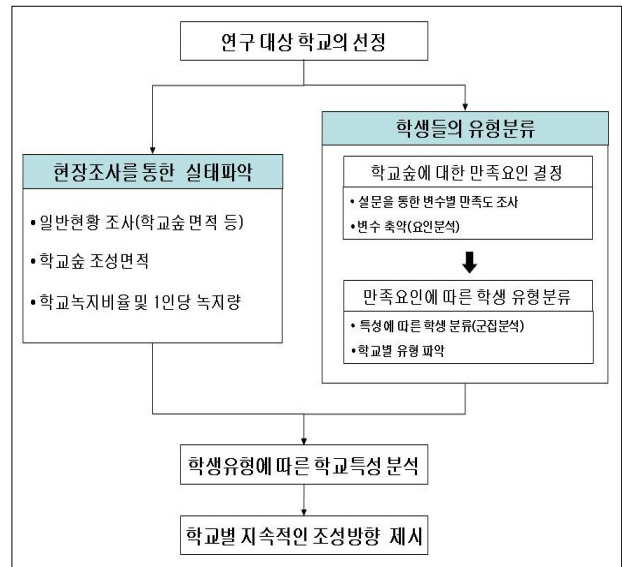 연구 대상 학교의 선정
현장조사를 통한 실태파악
• 일반현황 조사(학교숲 면적 등)
• 학교숲 조성면적
• 학교녹지비율 및 1인당 녹지량
학생들의 유형분류
학교숲에 대한 만족요인 결정
• 설문을 통한 변수별 만족도 조사
• 변수 축약(요인분석)
만족요인에 따른 학생 유형분류
• 특성에 따른 학생 분류(군집분석)
• 학교별 유형 파악
학생유형에 따른 학교특성 분석
학교별 지속적인 조성방향 제시